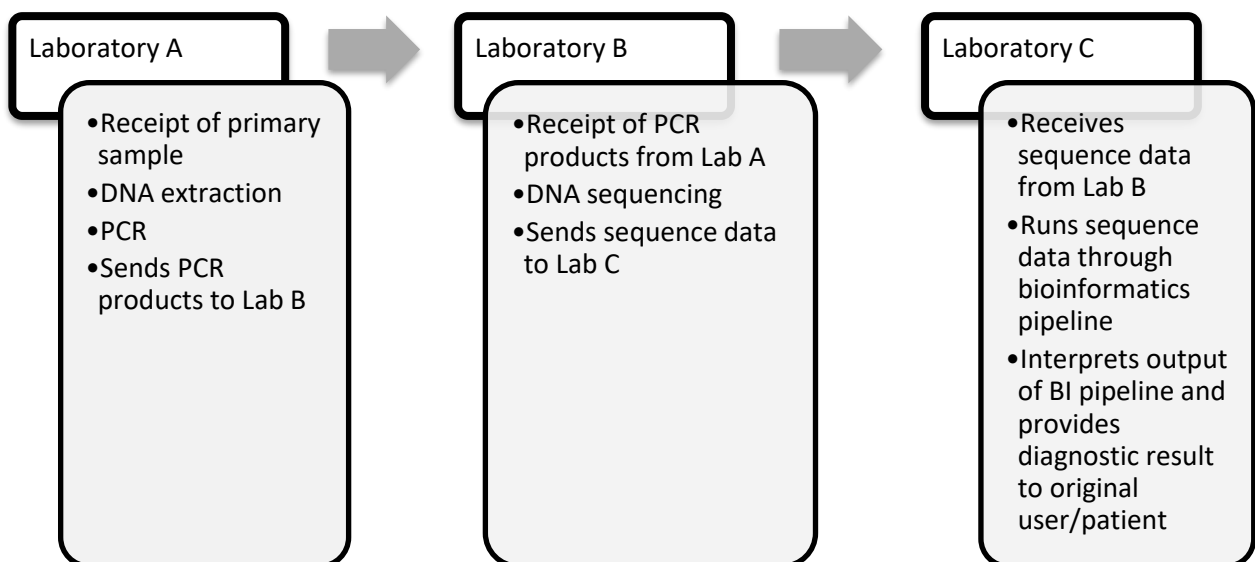 Laboratory A
•Receipt of primary
sample
•DNA extraction
•PCR
•Sends PCR
products to Lab B
Laboratory B
•Receipt of PCR
products from Lab A
•DNA sequencing
•Sends sequence data
to Lab C
Laboratory C
•Receives
sequence data
from Lab B
•Runs sequence
data through
bioinformatics
pipeline
•Interprets output
of BI pipeline and
provides
diagnostic result
to original
user/patient